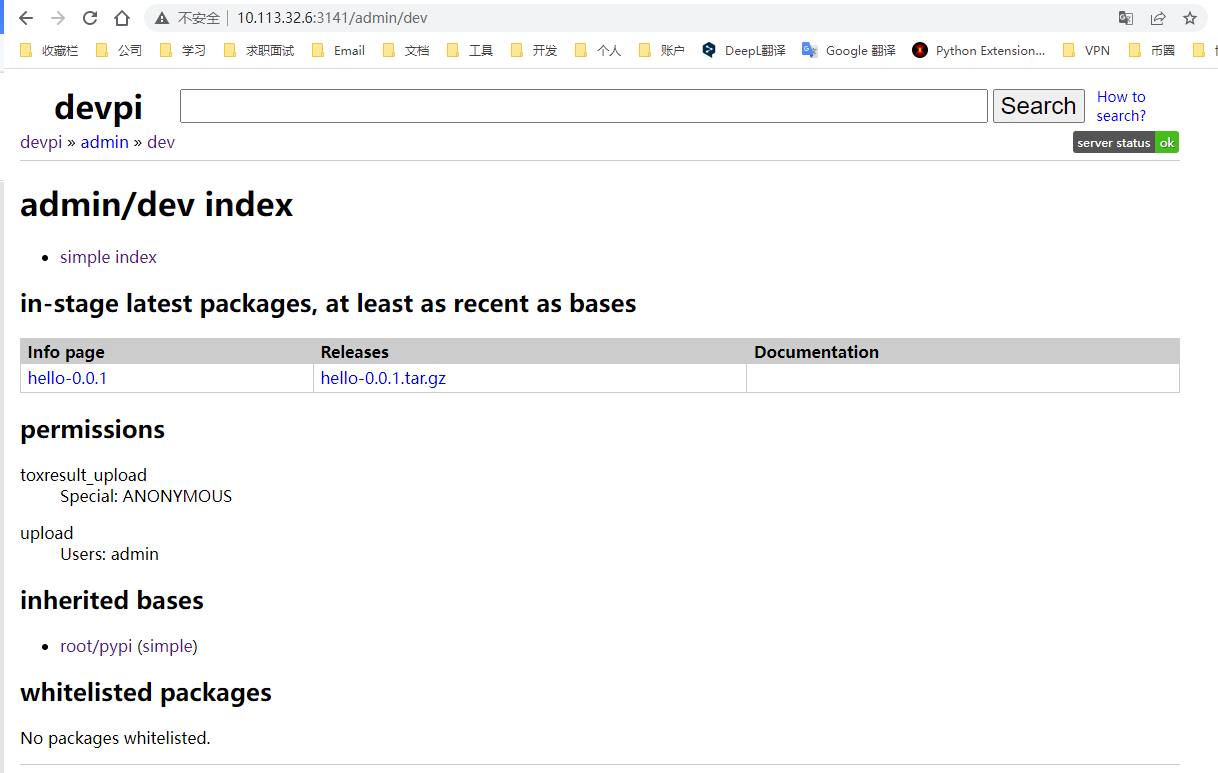 不安全 10.113.32.6:3141/admin/dev
收藏栏 公司 学习 求职面试 Email 文档 工具 开发 个人 账户 DeepL翻译 Google 翻译 Python Extension... VPN 币圈
devpi Search How to
search?
devpi » admin » dev server status ok
admin/dev index
simple index
in-stage latest packages, at least as recent as bases
Info page Releases Documentation
hello-0.0.1 hello-0.0.1.tar.gz
permissions
toxresult_upload
Special: ANONYMOUS
upload
Users: admin
inherited bases
root/pypi (simple)
whitelisted packages
No packages whitelisted.